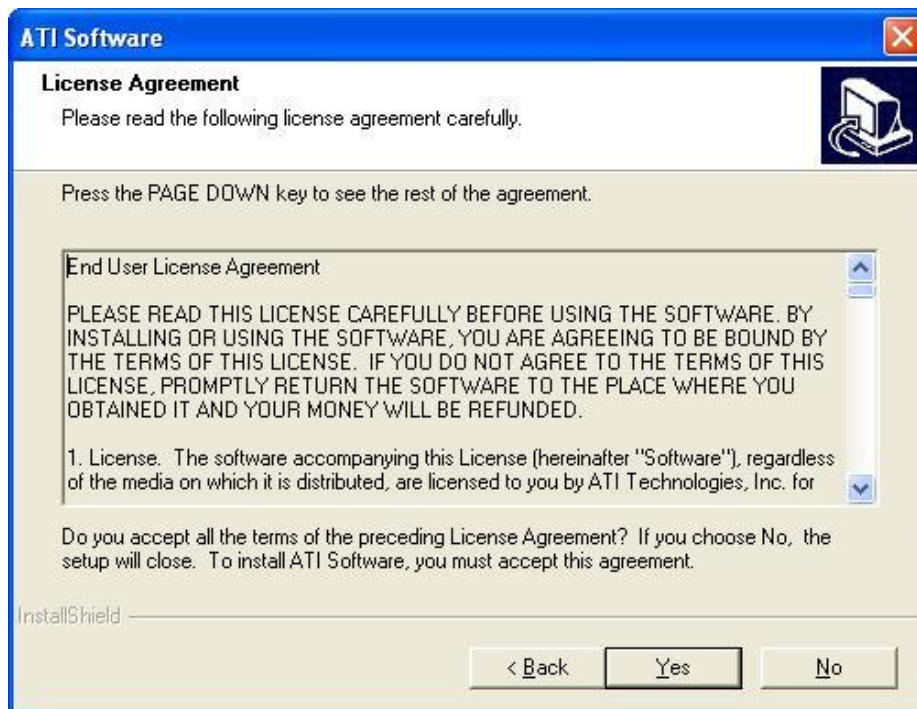 ATI Software
License Agreement
Please read the following license agreement carefully.
Press the PAGE DOWN key to see the rest of the agreement.
End User License Agreement
PLEASE READ THIS LICENSE CAREFULLY BEFORE USING THE SOFTWARE. BY
INSTALLING OR USING THE SOFTWARE, YOU ARE AGREEING TO BE BOUND BY
THE TERMS OF THIS LICENSE.  IF YOU DO NOT AGREE TO THE TERMS OF THIS
LICENSE, PROMPTLY RETURN THE SOFTWARE TO THE PLACE WHERE YOU
OBTAINED IT AND YOUR MONEY WILL BE REFUNDED.
1. License.  The software accompanying this License (hereinafter "Software"), regardless
of the media on which it is distributed, are licensed to you by ATI Technologies, Inc. for
Do you accept all the terms of the preceding License Agreement?  If you choose No,  the
setup will close.  To install ATI Software, you must accept this agreement.
InstallShield
< Back
Yes
No